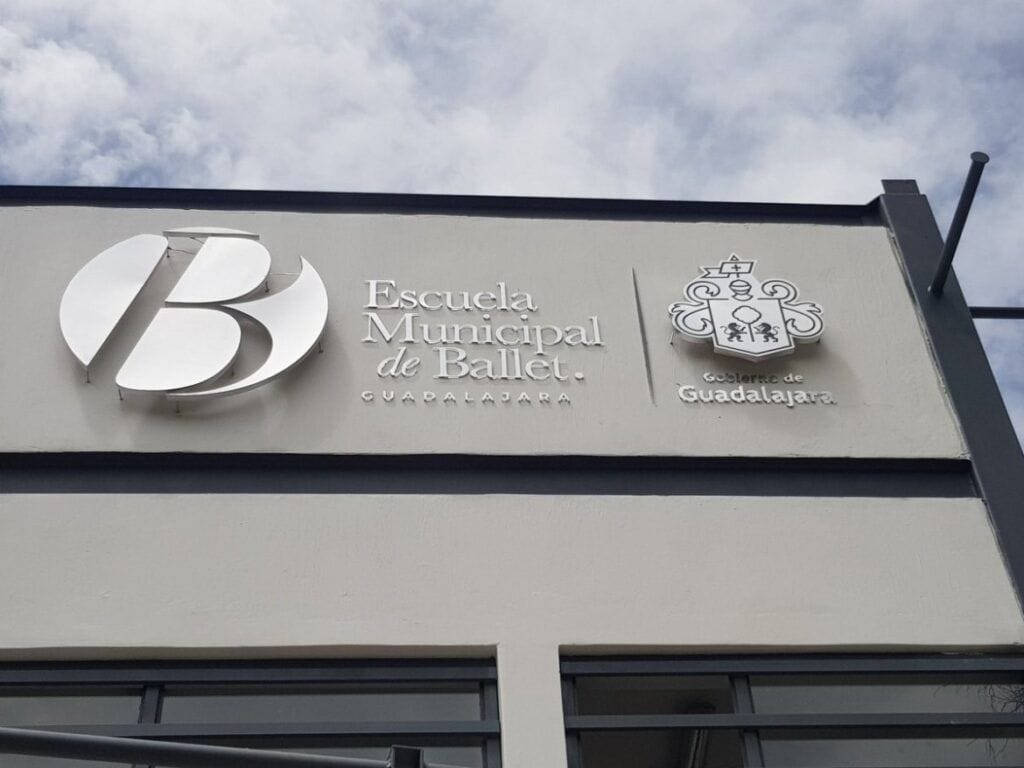 B
Escuela
Municipal
de Ballet.
GUADALAJARA
Gobierno de
Guadalajara